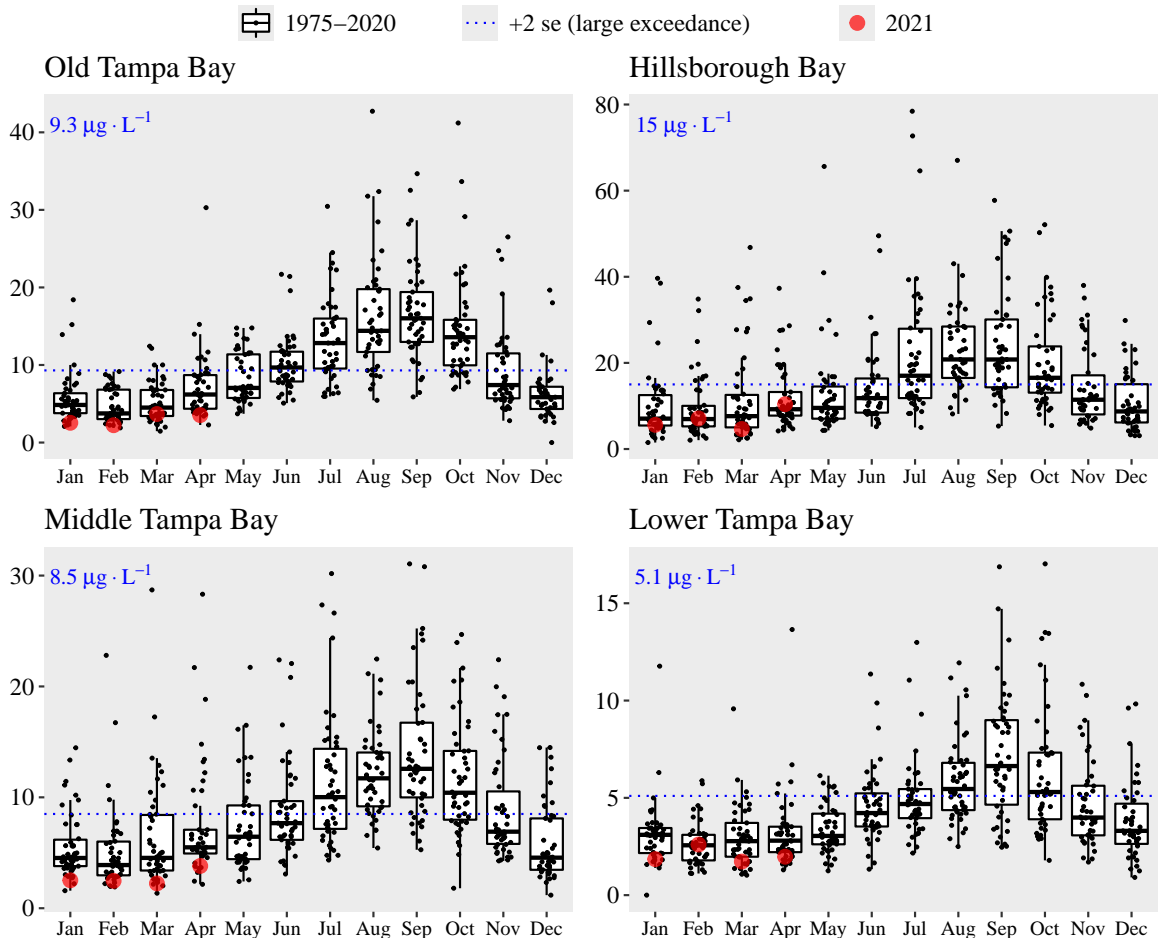 1975–2020 +2 se (large exceedance) 2021
Old Tampa Bay Hillsborough Bay
9.3 μg · L⁻¹ 15 μg · L⁻¹
40 30 20 10 0
80 60 40 20 0
Jan Feb Mar Apr May Jun Jul Aug Sep Oct Nov Dec Jan Feb Mar Apr May Jun Jul Aug Sep Oct Nov Dec
Middle Tampa Bay Lower Tampa Bay
8.5 μg · L⁻¹ 5.1 μg · L⁻¹
30 20 10 0
15 10 5 0
Jan Feb Mar Apr May Jun Jul Aug Sep Oct Nov Dec Jan Feb Mar Apr May Jun Jul Aug Sep Oct Nov Dec